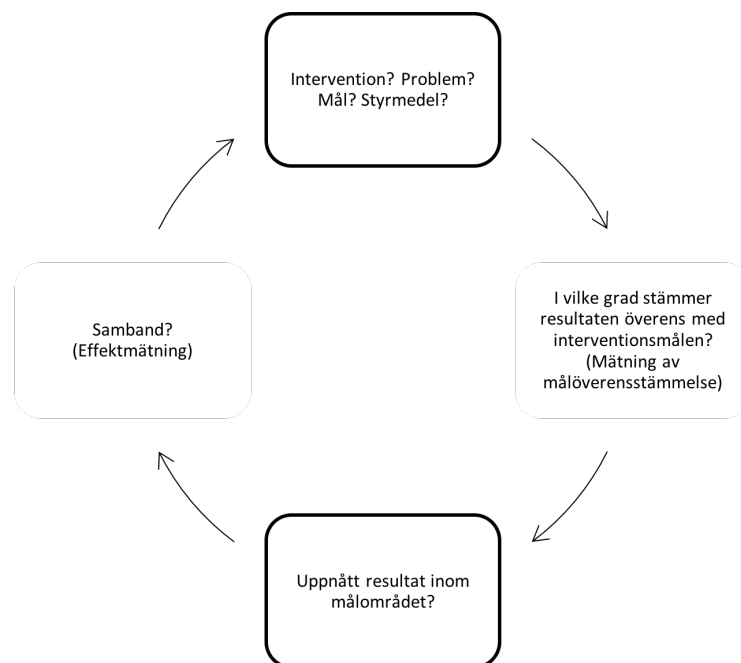 Intervention? Problem?
Mål? Styrmedel?
I vilke grad stämmer
resultaten överens med
interventionsmålen?
(Mätning av
målöverensstämmelse)
Uppnått resultat inom
målområdet?
Samband?
(Effektmätning)